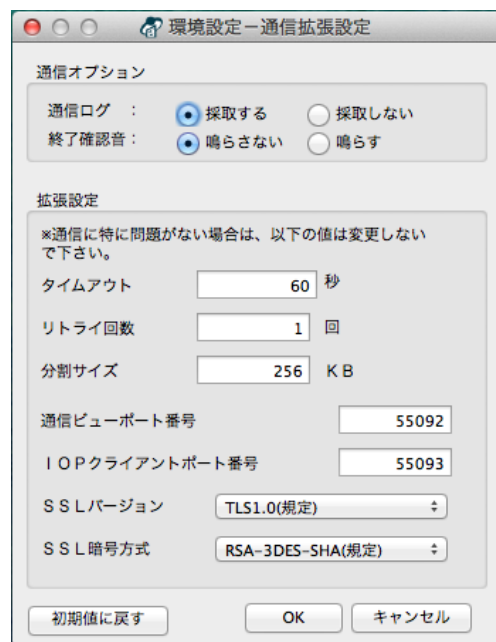 環境設定－通信拡張設定
通信オプション
通信ログ ： 採取する 採取しない
終了確認音： 鳴らさない 鳴らす
拡張設定
※通信に特に問題がない場合は、以下の値は変更しない
で下さい。
タイムアウト 60 秒
リトライ回数 1 回
分割サイズ 256 ＫＢ
通信ビューポート番号 55092
ＩＯＰクライアントポート番号 55093
ＳＳＬバージョン TLS1.0(規定)
ＳＳＬ暗号方式 RSA-3DES-SHA(規定)
初期値に戻す OK キャンセル